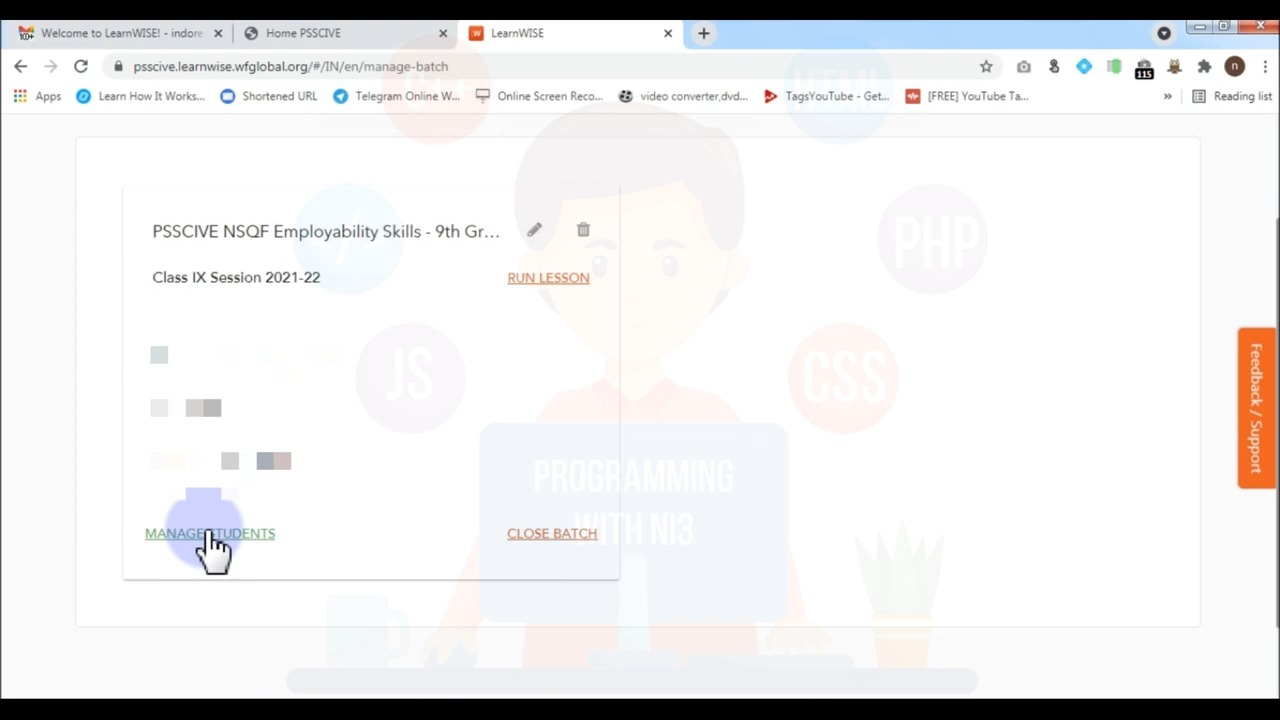 Welcome to LearnWISE! - indore
Home PSSCIVE
LearnWISE
psscive.learnwise.wfglobal.org/#/IN/en/manage-batch
n
115
Apps
Learn How It Works...
Shortened URL
Telegram Online W...
Online Screen Reco...
video converter,dvd...
TagsYouTube - Get...
[FREE] YouTube Ta...
»
Reading list
HTML
PSSCIVE NSQF Employability Skills - 9th Gr...
Class IX Session 2021-22
RUN LESSON
</>
PHP
JS
CSS
Feedback / Support
PROGRAMMING
WITH NI3
MANAGE STUDENTS
CLOSE BATCH